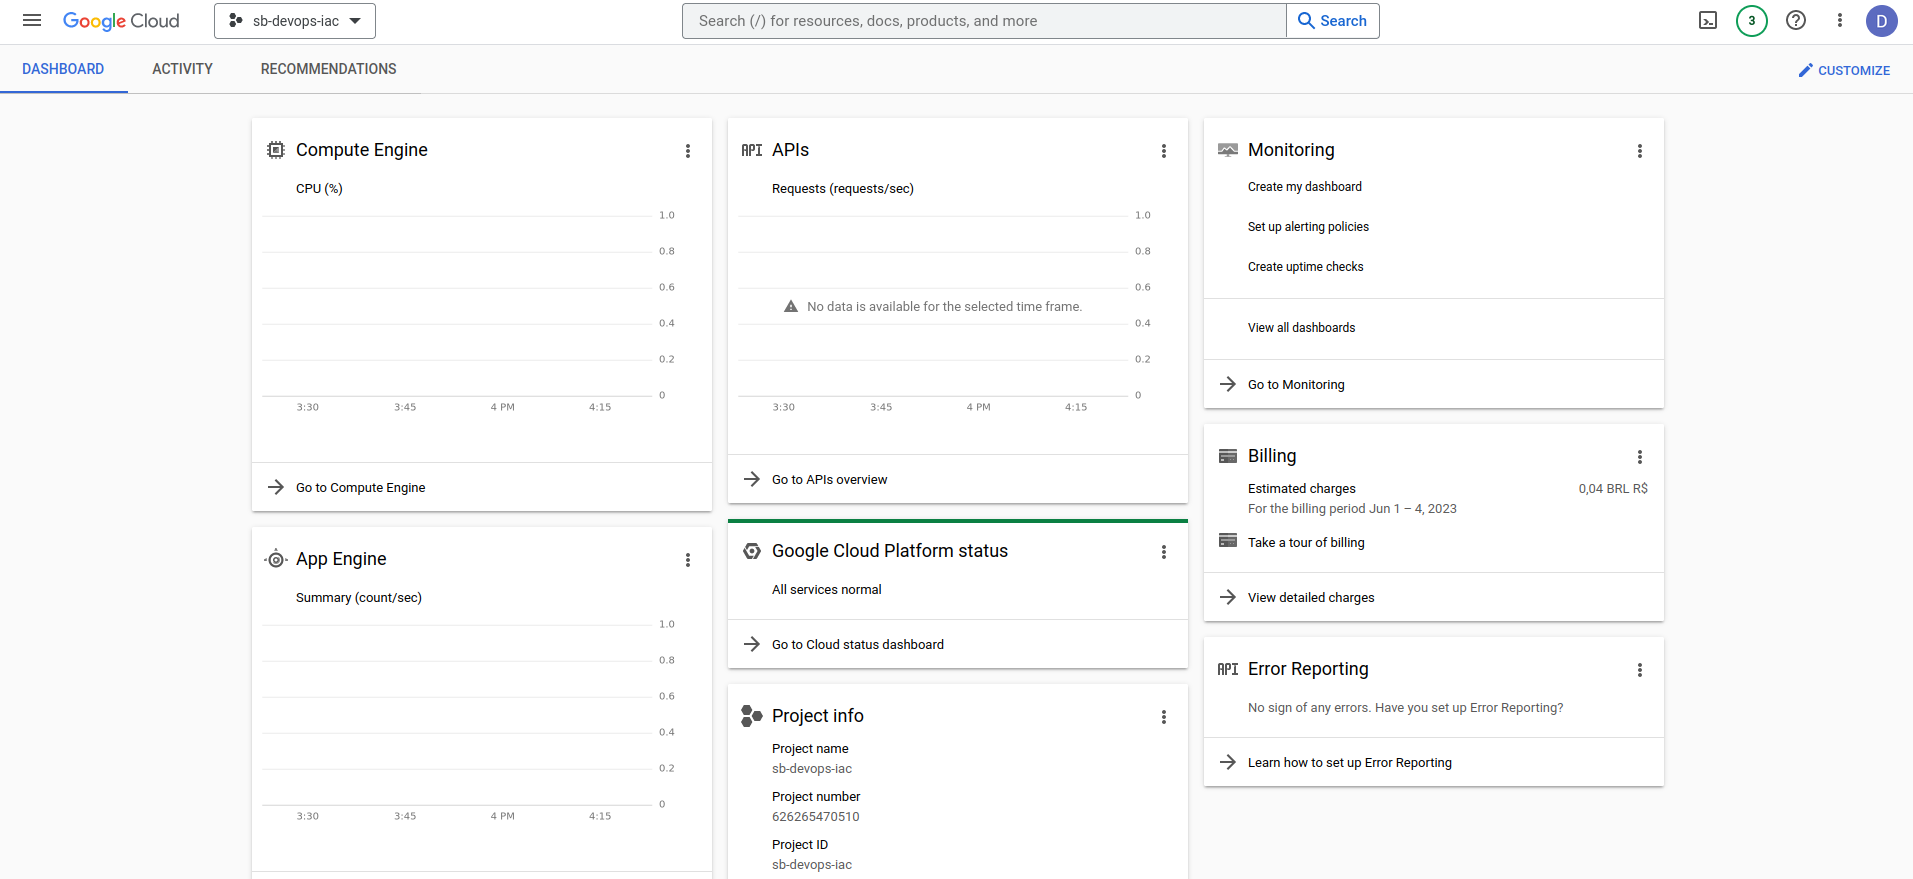 Google Cloud
sb-devops-iac
Search (/) for resources, docs, products, and more
Search
3
D
DASHBOARD
ACTIVITY
RECOMMENDATIONS
CUSTOMIZE
Compute Engine
CPU (%)
1.0
0.8
0.6
0.4
0.2
0
3:30 3:45 4 PM 4:15
Go to Compute Engine
App Engine
Summary (count/sec)
1.0
0.8
0.6
0.4
0.2
0
3:30 3:45 4 PM 4:15
API APIs
Requests (requests/sec)
1.0
0.8
0.6
No data is available for the selected time frame.
0.4
0.2
0
3:30 3:45 4 PM 4:15
Go to APIs overview
Google Cloud Platform status
All services normal
Go to Cloud status dashboard
Project info
Project name
sb-devops-iac
Project number
626265470510
Project ID
sb-devops-iac
Monitoring
Create my dashboard
Set up alerting policies
Create uptime checks
View all dashboards
Go to Monitoring
Billing
Estimated charges 0,04 BRL R$
For the billing period Jun 1 – 4, 2023
Take a tour of billing
View detailed charges
API Error Reporting
No sign of any errors. Have you set up Error Reporting?
Learn how to set up Error Reporting